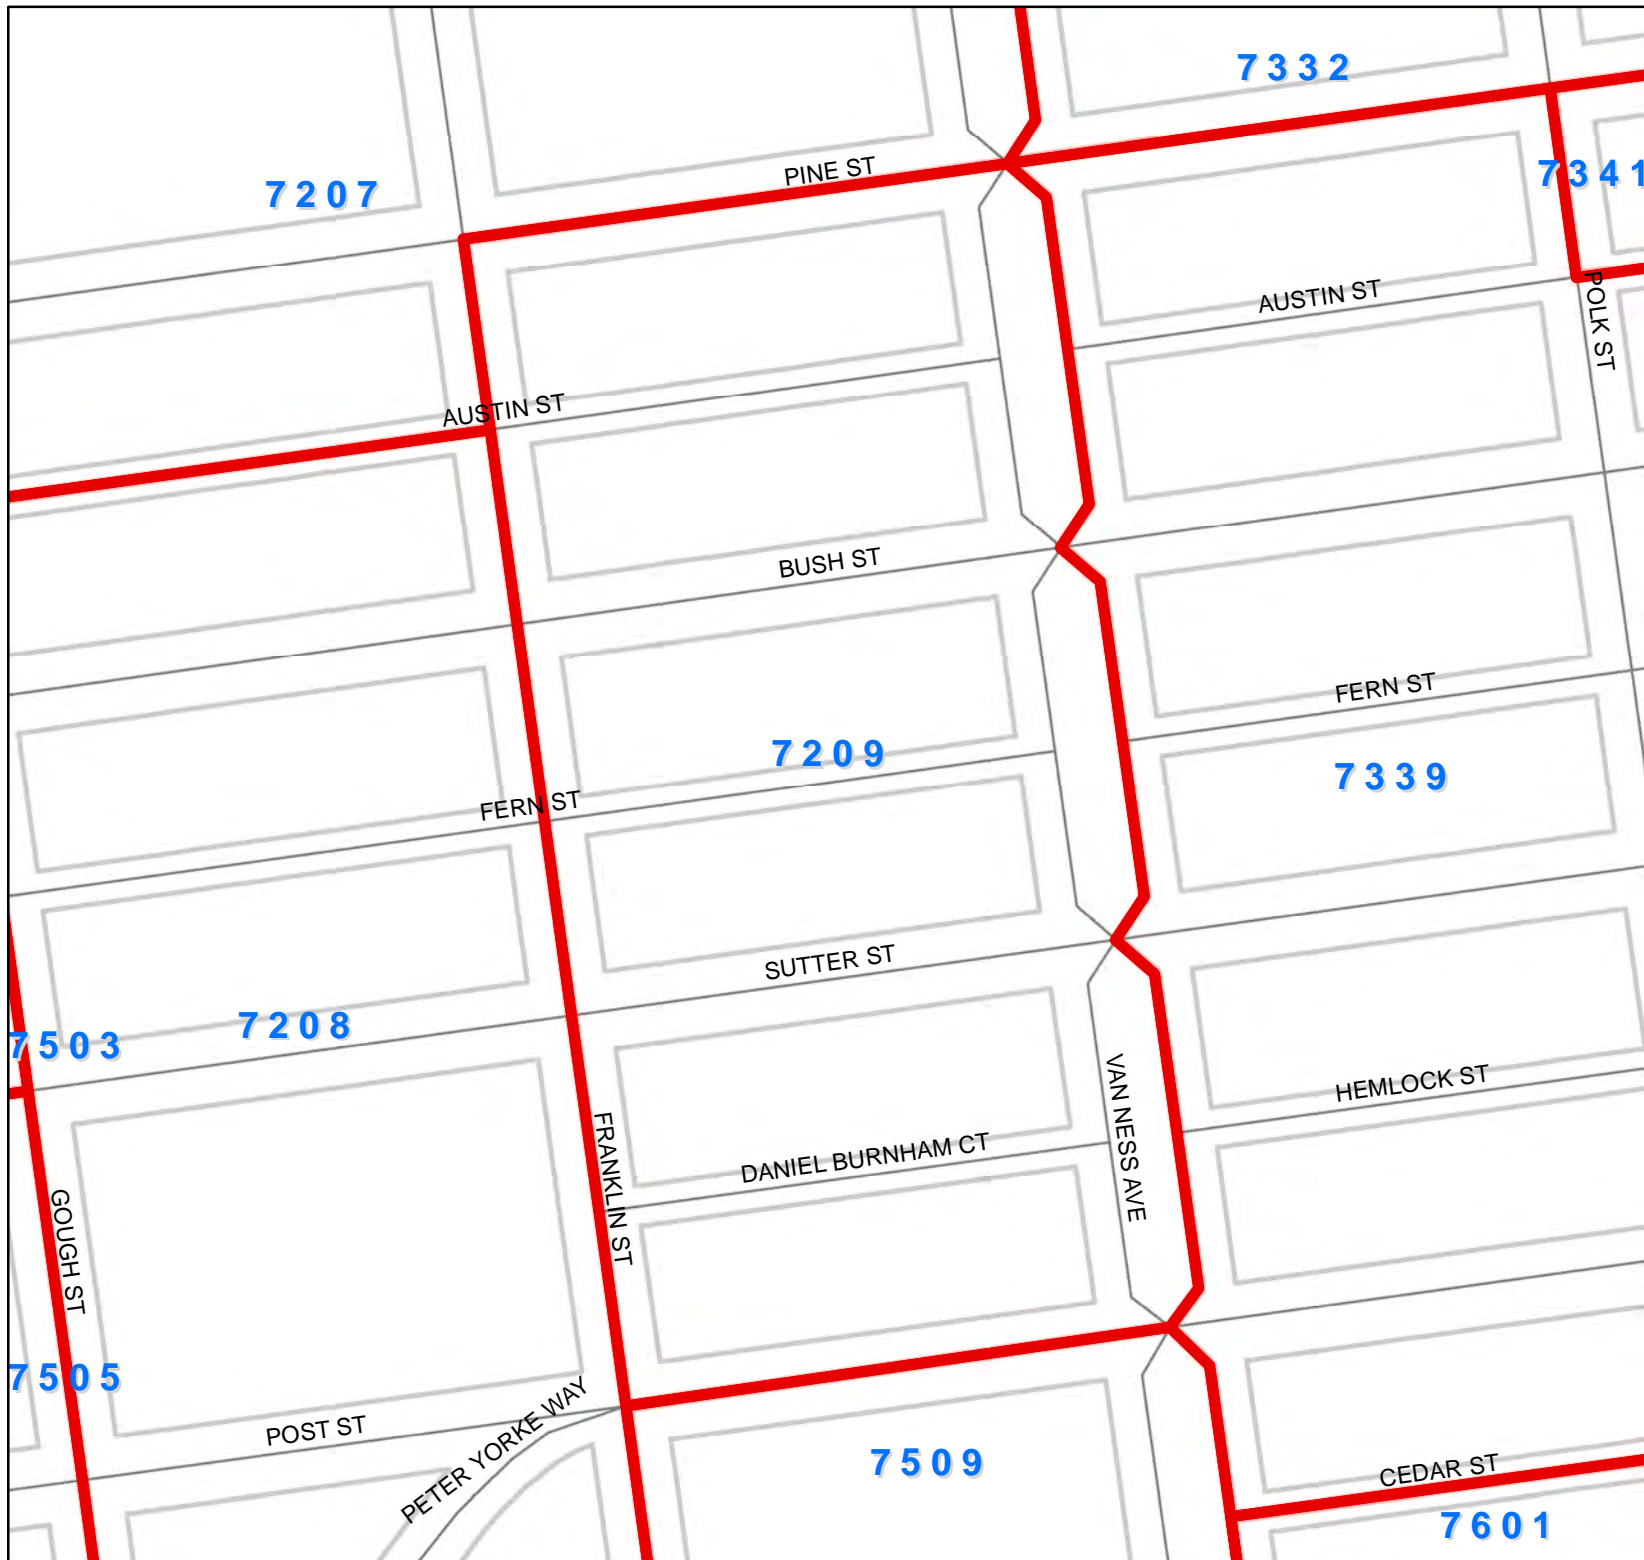 7332
PINE ST
7341
7207
AUSTIN ST
POLK ST
AUSTIN ST
BUSH ST
FERN ST
7209
7339
FERN ST
SUTTER ST
7208
7503
VAN NESS AVE
HEMLOCK ST
FRANKLIN ST
DANIEL BURNHAM CT
GOUGH ST
7505
PETER YORKE WAY
POST ST
7509
CEDAR ST
7601